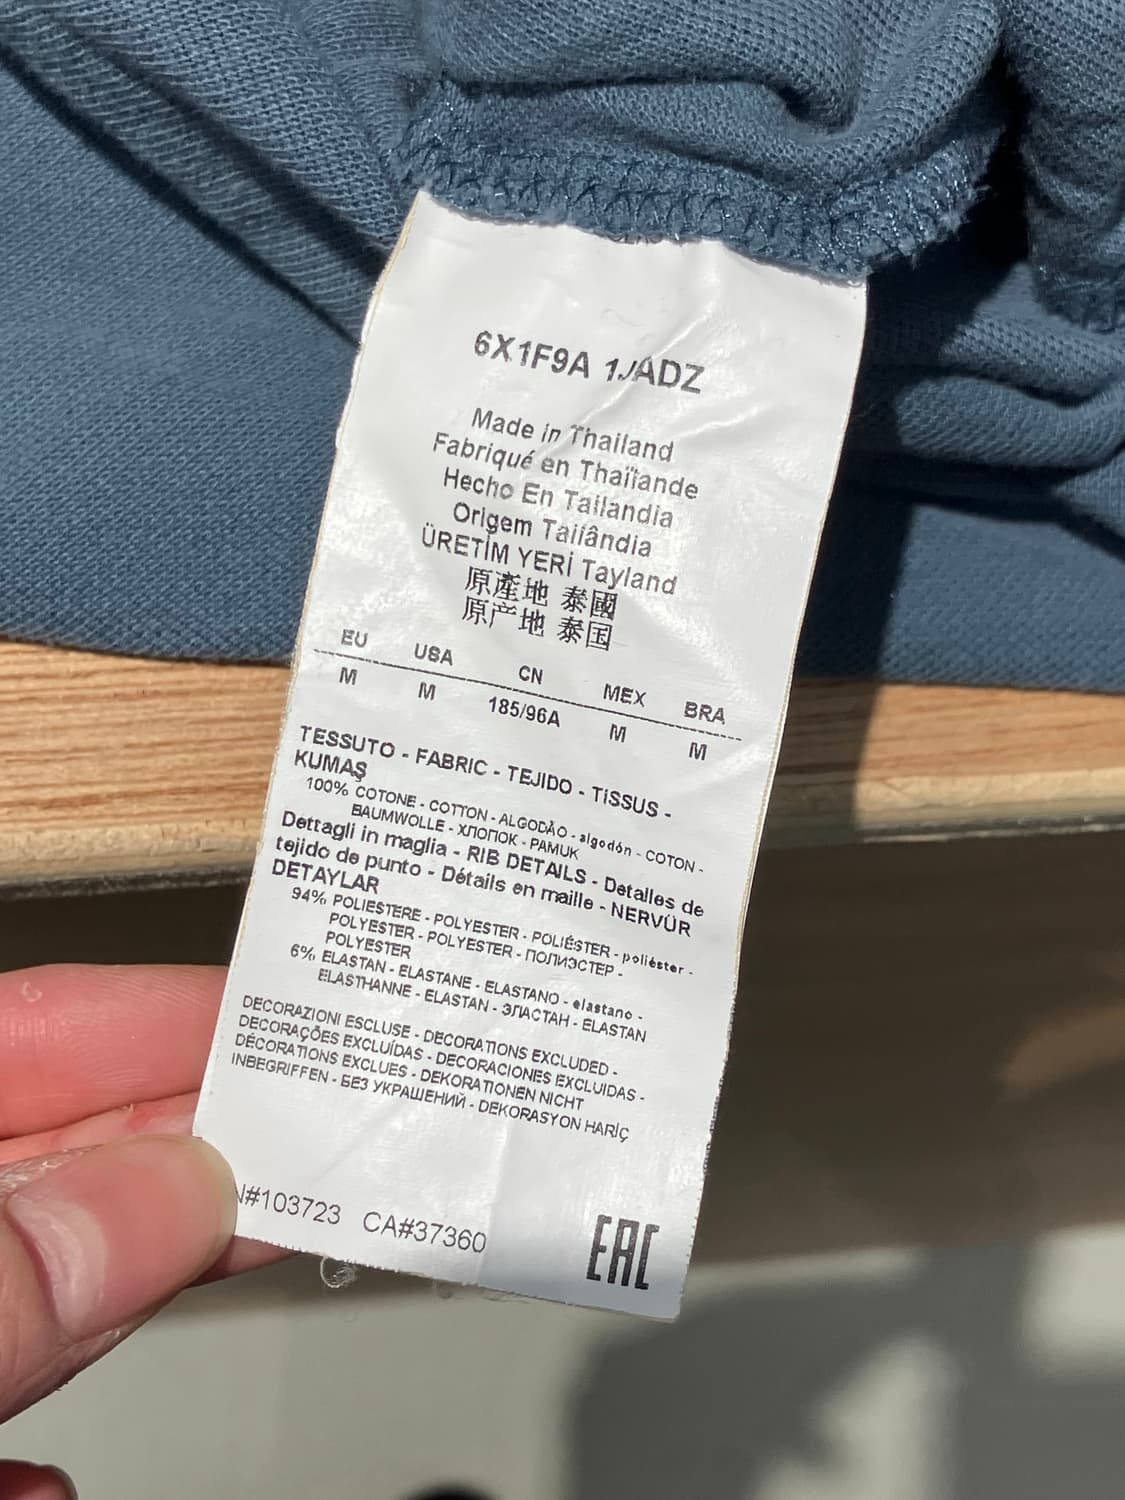 6X1F9A 1JADZ
Made in Thailand
Fabriqué en Thaïlande
Hecho En Tailandia
Origem Tailândia
ÜRETİM YERİ Tayland
原產地 泰國
原产地 泰国
EU USA CN MEX BRA
M M 185/96A M M
TESSUTO - FABRIC - TEJIDO - TISSUS -
KUMAŞ
100% COTONE - COTTON - ALGODÃO - algodón - COTON -
BAUMWOLLE - ХЛОПОК - PAMUK
Dettagli in maglia - RIB DETAILS - Detalles de
tejido de punto - Détails en maille - NERVÜR
DETAYLAR
94% POLIESTERE - POLYESTER - POLIÉSTER - poliéster -
POLYESTER - POLYESTER - ПОЛИЭСТЕР -
POLYESTER
6% ELASTAN - ELASTANE - ELASTANO - elastano -
ELASTHANNE - ELASTAN - ЭЛАСТАН - ELASTAN
DECORAZIONI ESCLUSE - DECORATIONS EXCLUDED -
DECORAÇÕES EXCLUÍDAS - DECORACIONES EXCLUIDAS -
DÉCORATIONS EXCLUES - DEKORATIONEN NICHT
INBEGRIFFEN - БЕЗ УКРАШЕНИЙ - DEKORASYON HARİÇ
N#103723 CA#37360
EAC